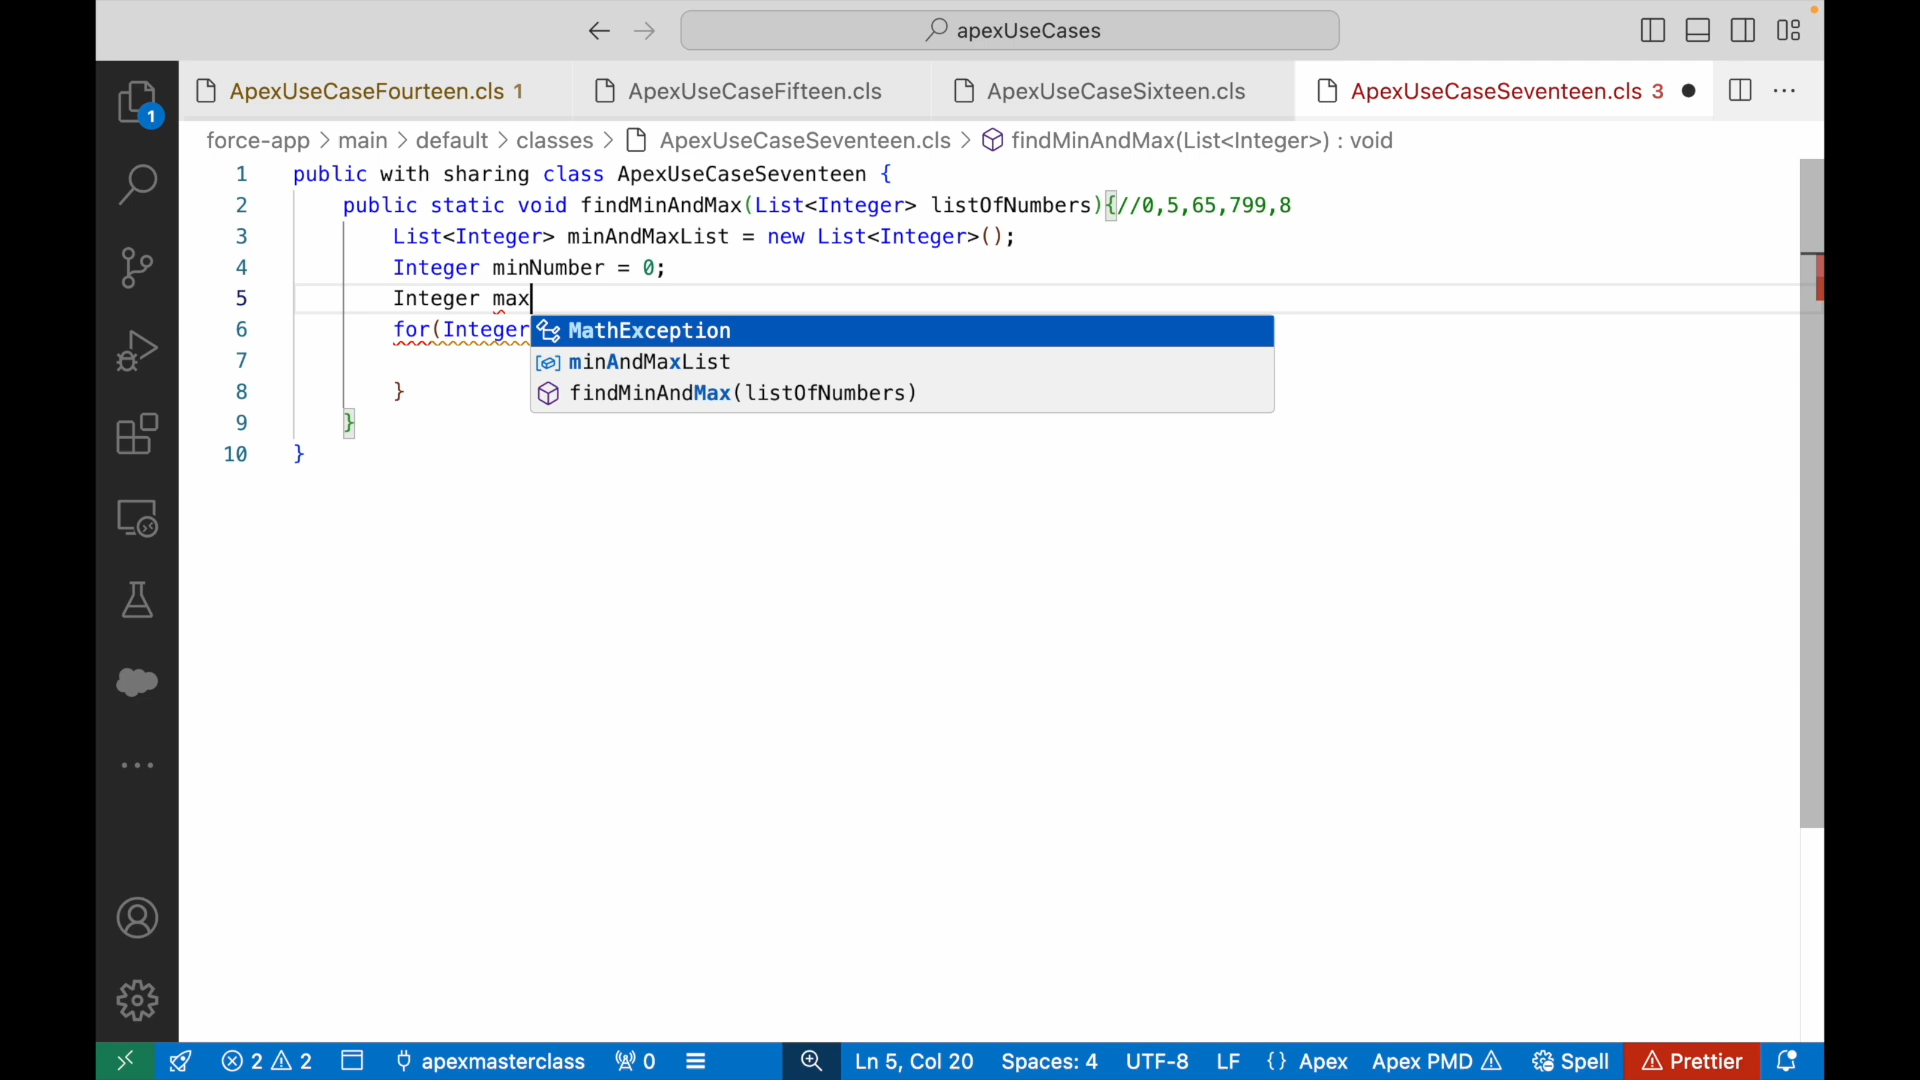 apexUseCases
ApexUseCaseFourteen.cls 1
ApexUseCaseFifteen.cls
ApexUseCaseSixteen.cls
ApexUseCaseSeventeen.cls 3
1
force-app > main > default > classes > ApexUseCaseSeventeen.cls > findMinAndMax(List<Integer>) : void
1 public with sharing class ApexUseCaseSeventeen {
2 public static void findMinAndMax(List<Integer> listOfNumbers){//0,5,65,799,8
3 List<Integer> minAndMaxList = new List<Integer>();
4 Integer minNumber = 0;
5 Integer max
6 for(Integer
MathException
7
minAndMaxList
8 }
findMinAndMax(listOfNumbers)
9 }
10 }
2 2 apexmasterclass 0 Ln 5, Col 20 Spaces: 4 UTF-8 LF {} Apex Apex PMD Spell Prettier